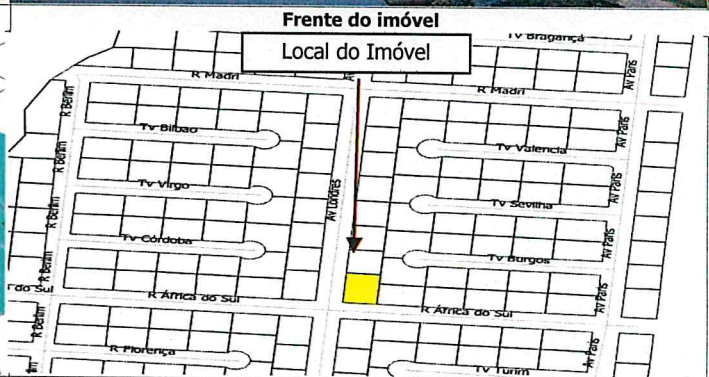 Frente do imóvel
Local do Imóvel
Tv Bragança
R Madri
R Madri
Av Paris
R Berlim
Tv Bilbao
Av Paris
Tv Valencia
R Berlim
Tv Virgo
Av Londres
Av Paris
Tv Sevilha
R Berlim
Tv Córdoba
Av Paris
Tv Burgos
R Berlim
do Sul
R África do Sul
Av Paris
R África do Sul
R Berlim
R Florença
Av Paris
Tv Turim